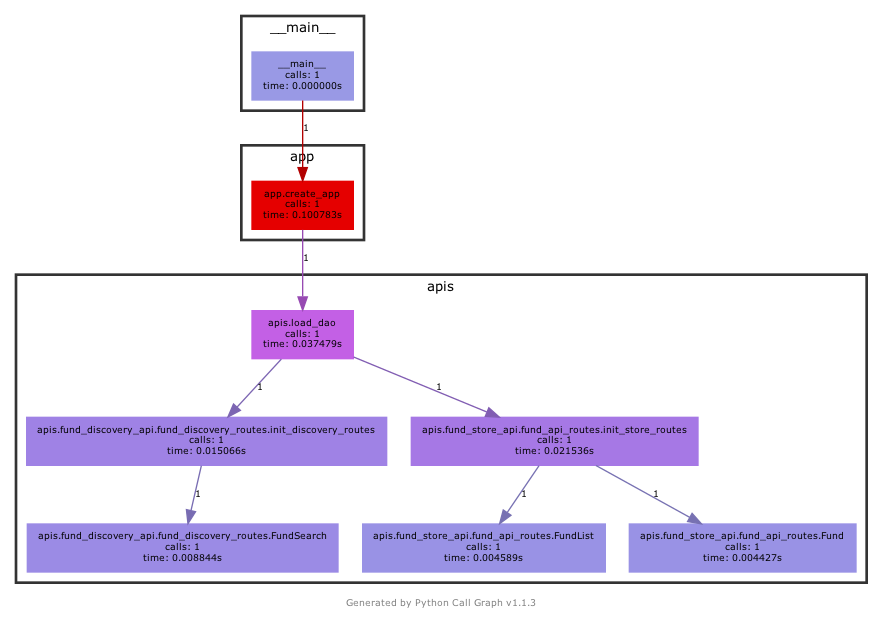 __main__
__main__
calls: 1
time: 0.000000s
1
app
app.create_app
calls: 1
time: 0.100783s
1
apis
apis.load_dao
calls: 1
time: 0.037479s
1
1
apis.fund_discovery_api.fund_discovery_routes.init_discovery_routes
calls: 1
time: 0.015066s
apis.fund_store_api.fund_api_routes.init_store_routes
calls: 1
time: 0.021536s
1
1
1
apis.fund_discovery_api.fund_discovery_routes.FundSearch
calls: 1
time: 0.008844s
apis.fund_store_api.fund_api_routes.FundList
calls: 1
time: 0.004589s
apis.fund_store_api.fund_api_routes.Fund
calls: 1
time: 0.004427s
Generated by Python Call Graph v1.1.3